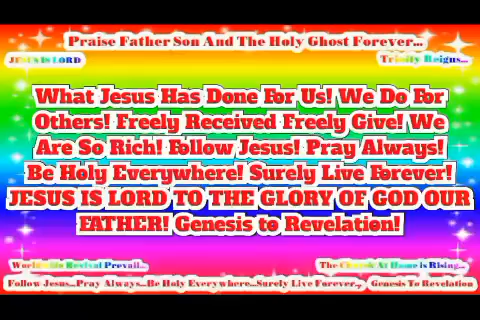 Praise Father Son And The Holy Ghost Forever...
JESUS IS LORD
Trinity Reigns...
What Jesus Has Done For Us! We Do For
Others! Freely Received Freely Give! We
Are So Rich! Follow Jesus! Pray Always!
Be Holy Everywhere! Surely Live Forever!
JESUS IS LORD TO THE GLORY OF GOD OUR
FATHER! Genesis to Revelation!
Worldwide Revival Prevail...
The Church At Home is Rising...
Follow Jesus...Pray Always...Be Holy Everywhere...Surely Live Forever...
Genesis To Revelation